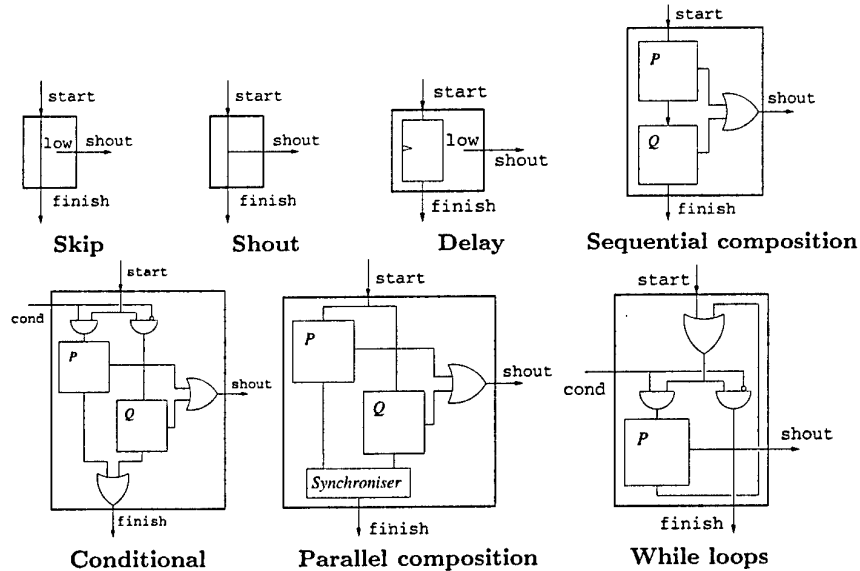 start
low
shout
finish
Skip
start
shout
finish
Shout
start
low
shout
finish
Delay
start
P
Q
shout
finish
Sequential composition
start
cond
P
Q
shout
finish
Conditional
start
P
Q
shout
Synchroniser
finish
Parallel composition
start
cond
P
shout
finish
While loops